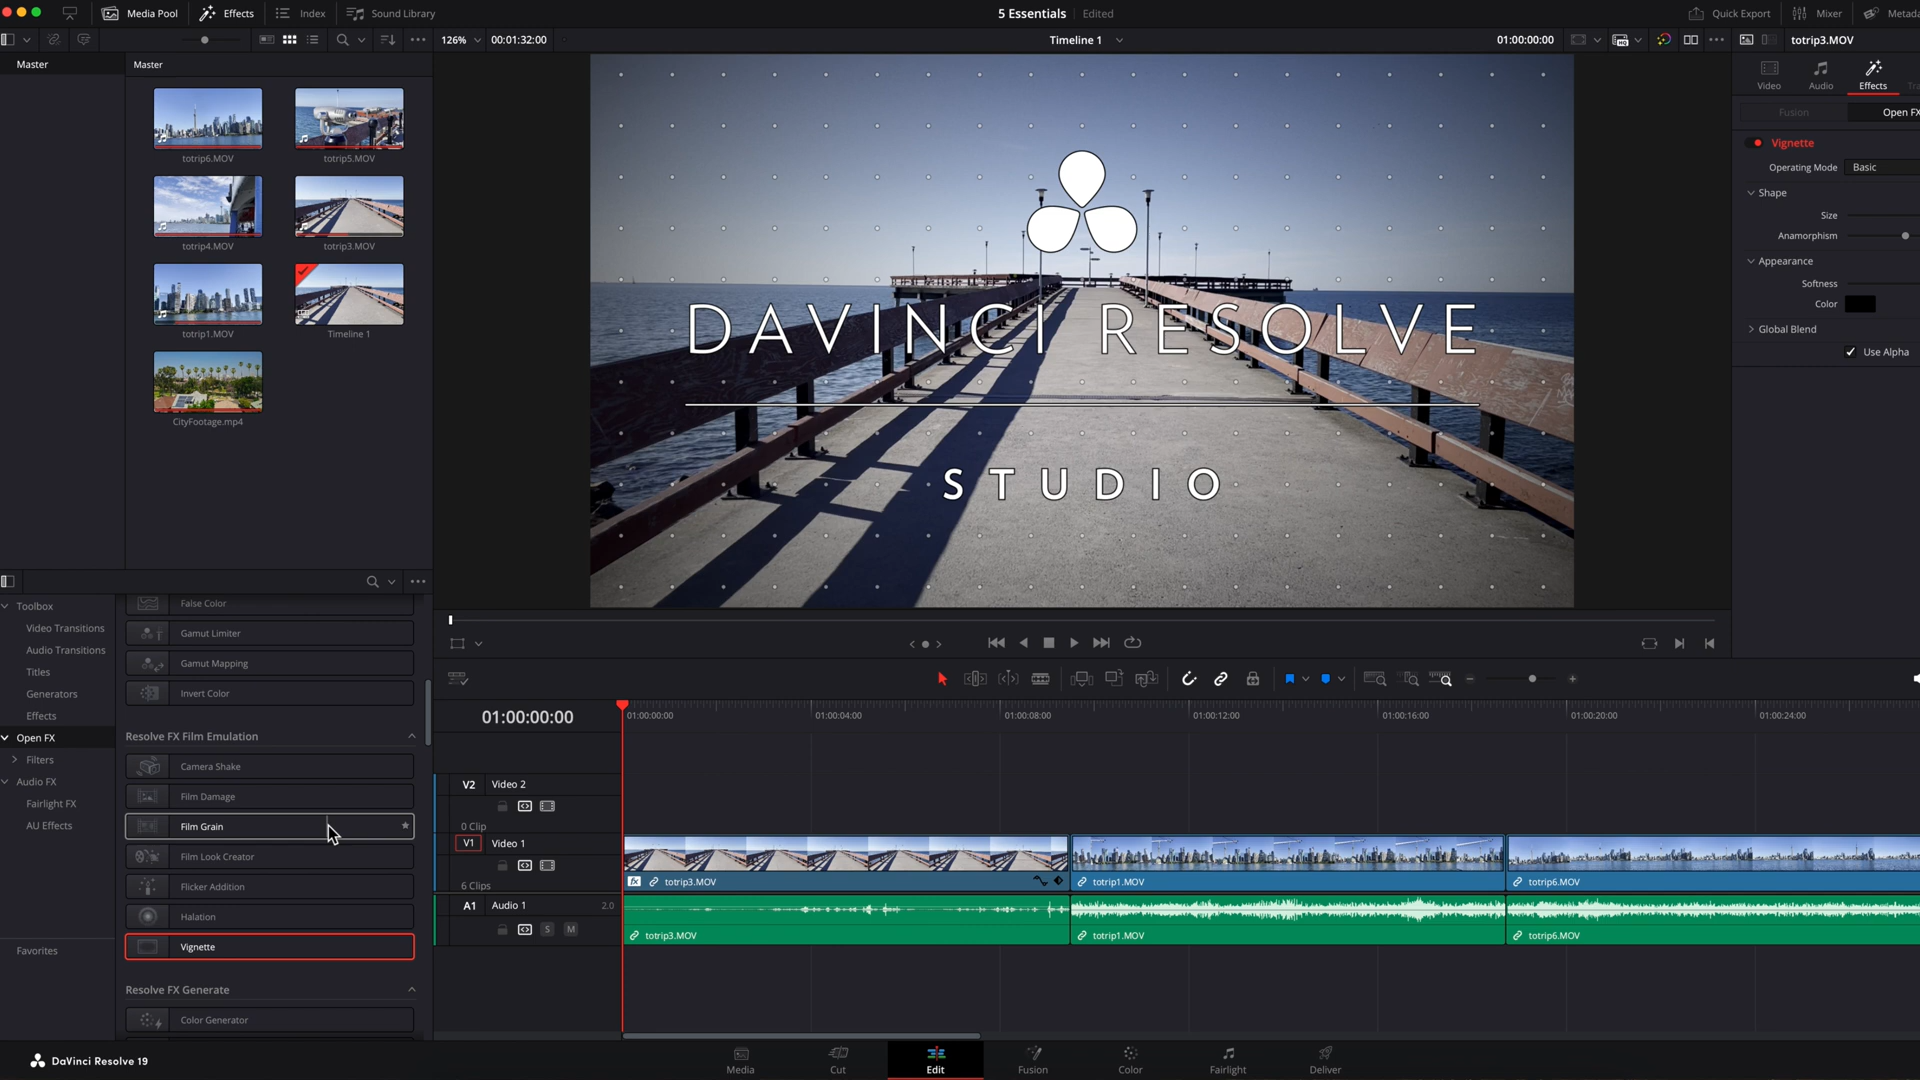 Media Pool
Effects
Index
Sound Library
5 Essentials
Edited
Quick Export
Mixer
Metada
126%
00:01:32:00
Timeline 1
01:00:00:00
totrip3.MOV
Master
Master
Video
Audio
Effects
Tra
totrip6.MOV
totrip5.MOV
totrip4.MOV
totrip3.MOV
totrip1.MOV
Timeline 1
CityFootage.mp4
Fusion
Open FX
Vignette
Operating Mode
Basic
Shape
Size
Anamorphism
Appearance
Softness
Color
Global Blend
Use Alpha
DAVINCI RESOLVE
STUDIO
Toolbox
Video Transitions
Audio Transitions
Titles
Generators
Effects
Open FX
Filters
Audio FX
Fairlight FX
AU Effects
Favorites
False Color
Gamut Limiter
Gamut Mapping
Invert Color
Resolve FX Film Emulation
Camera Shake
Film Damage
Film Grain
Film Look Creator
Flicker Addition
Halation
Vignette
Resolve FX Generate
Color Generator
01:00:00:00
01:00:00:00
01:00:04:00
01:00:08:00
01:00:12:00
01:00:16:00
01:00:20:00
01:00:24:00
V2
Video 2
0 Clip
V1
Video 1
6 Clips
A1
Audio 1
2.0
S
M
totrip3.MOV
totrip1.MOV
totrip6.MOV
totrip3.MOV
totrip1.MOV
totrip6.MOV
DaVinci Resolve 19
Media
Cut
Edit
Fusion
Color
Fairlight
Deliver